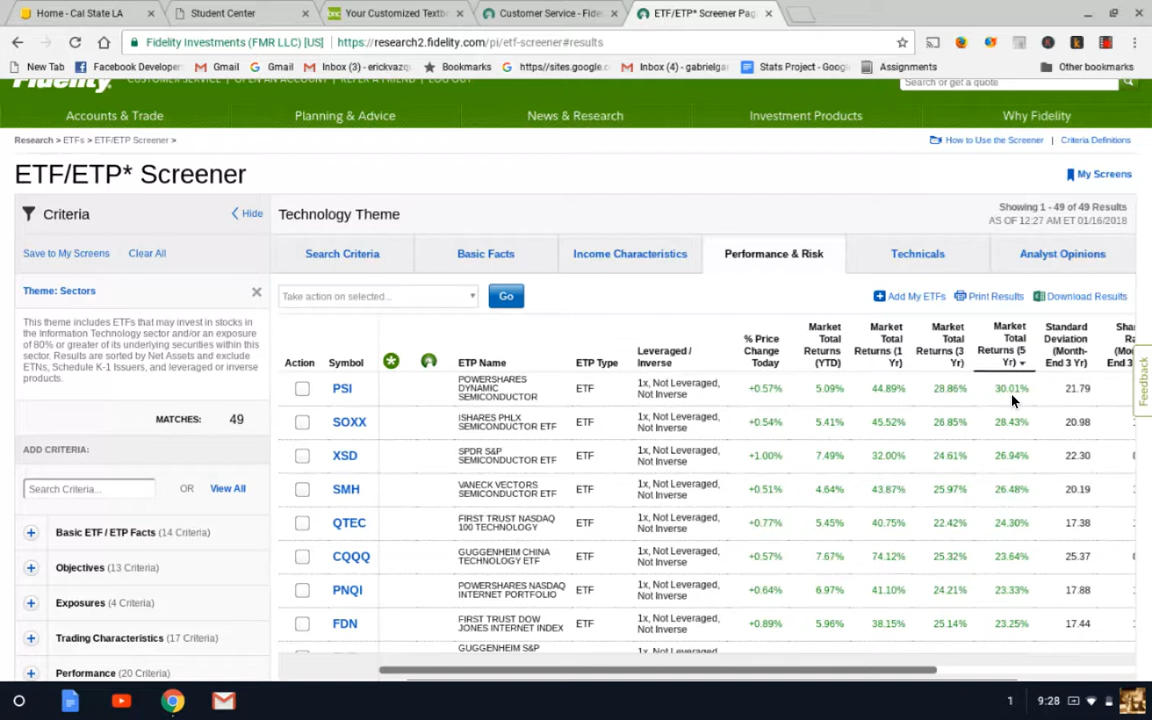 Home - Cal State LA
Student Center
Your Customized Textb
Customer Service - Fide
ETF/ETP* Screener Pag
Fidelity Investments (FMR LLC) [US]
https://research2.fidelity.com/pi/etf-screener#results
New Tab
Facebook Developer
Gmail
Gmail
Inbox (3) - erickvaz
Bookmarks
https//sites.google.c
Inbox (4) - gabrielga
Stats Project - Goog
Assignments
Other bookmarks
Fidelity
CUSTOMER SERVICE
OPEN AN ACCOUNT
REFER A FRIEND
LOG OUT
Search or get a quote
Accounts & Trade
Planning & Advice
News & Research
Investment Products
Why Fidelity
Research > ETFs > ETF/ETP Screener >
How to Use the Screener | Criteria Definitions
ETF/ETP* Screener
My Screens
Criteria
Hide
Save to My Screens
Clear All
Theme: Sectors
This theme includes ETFs that may invest in stocks in
the Information Technology sector and/or an exposure
of 80% or greater of its underlying securities within this
sector. Results are sorted by Net Assets and exclude
ETNs, Schedule K-1 Issuers, and leveraged or inverse
products.
MATCHES: 49
ADD CRITERIA:
Search Criteria...
OR
View All
Basic ETF / ETP Facts (14 Criteria)
Objectives (13 Criteria)
Exposures (4 Criteria)
Trading Characteristics (17 Criteria)
Performance (20 Criteria)
Technology Theme
Showing 1 - 49 of 49 Results
AS OF 12:27 AM ET 01/16/2018
Search Criteria
Basic Facts
Income Characteristics
Performance & Risk
Technicals
Analyst Opinions
Take action on selected...
Go
Add My ETFs
Print Results
Download Results
Action
Symbol
ETP Name
ETP Type
Leveraged /
Inverse
% Price
Change
Today
Market
Total
Returns
(YTD)
Market
Total
Returns (1
Yr)
Market
Total
Returns (3
Yr)
Market
Total
Returns (5
Yr)
Standard
Deviation
(Month-
End 3 Yr)
Sha
Ra
(Mo
End 3
PSI
POWERSHARES
DYNAMIC
SEMICONDUCTOR
ETF
1x, Not Leveraged,
Not Inverse
+0.57%
5.09%
44.89%
28.86%
30.01%
21.79
SOXX
ISHARES PHLX
SEMICONDUCTOR ETF
ETF
1x, Not Leveraged,
Not Inverse
+0.54%
5.41%
45.52%
26.85%
28.43%
20.98
XSD
SPDR S&P
SEMICONDUCTOR ETF
ETF
1x, Not Leveraged,
Not Inverse
+1.00%
7.49%
32.00%
24.61%
26.94%
22.30
SMH
VANECK VECTORS
SEMICONDUCTOR ETF
ETF
1x, Not Leveraged,
Not Inverse
+0.51%
4.64%
43.87%
25.97%
26.48%
20.19
QTEC
FIRST TRUST NASDAQ
100 TECHNOLOGY
ETF
1x, Not Leveraged,
Not Inverse
+0.77%
5.45%
40.75%
22.42%
24.30%
17.38
CQQQ
GUGGENHEIM CHINA
TECHNOLOGY ETF
ETF
1x, Not Leveraged,
Not Inverse
+0.57%
7.67%
74.12%
25.32%
23.64%
25.37
PNQI
POWERSHARES NASDAQ
INTERNET PORTFOLIO
ETF
1x, Not Leveraged,
Not Inverse
+0.64%
6.97%
41.10%
24.21%
23.33%
17.88
FDN
FIRST TRUST DOW
JONES INTERNET INDEX
ETF
1x, Not Leveraged,
Not Inverse
+0.89%
5.96%
38.15%
25.14%
23.25%
17.44
GUGGENHEIM S&P
1x, Not Leveraged,
Feedback
1
9:28